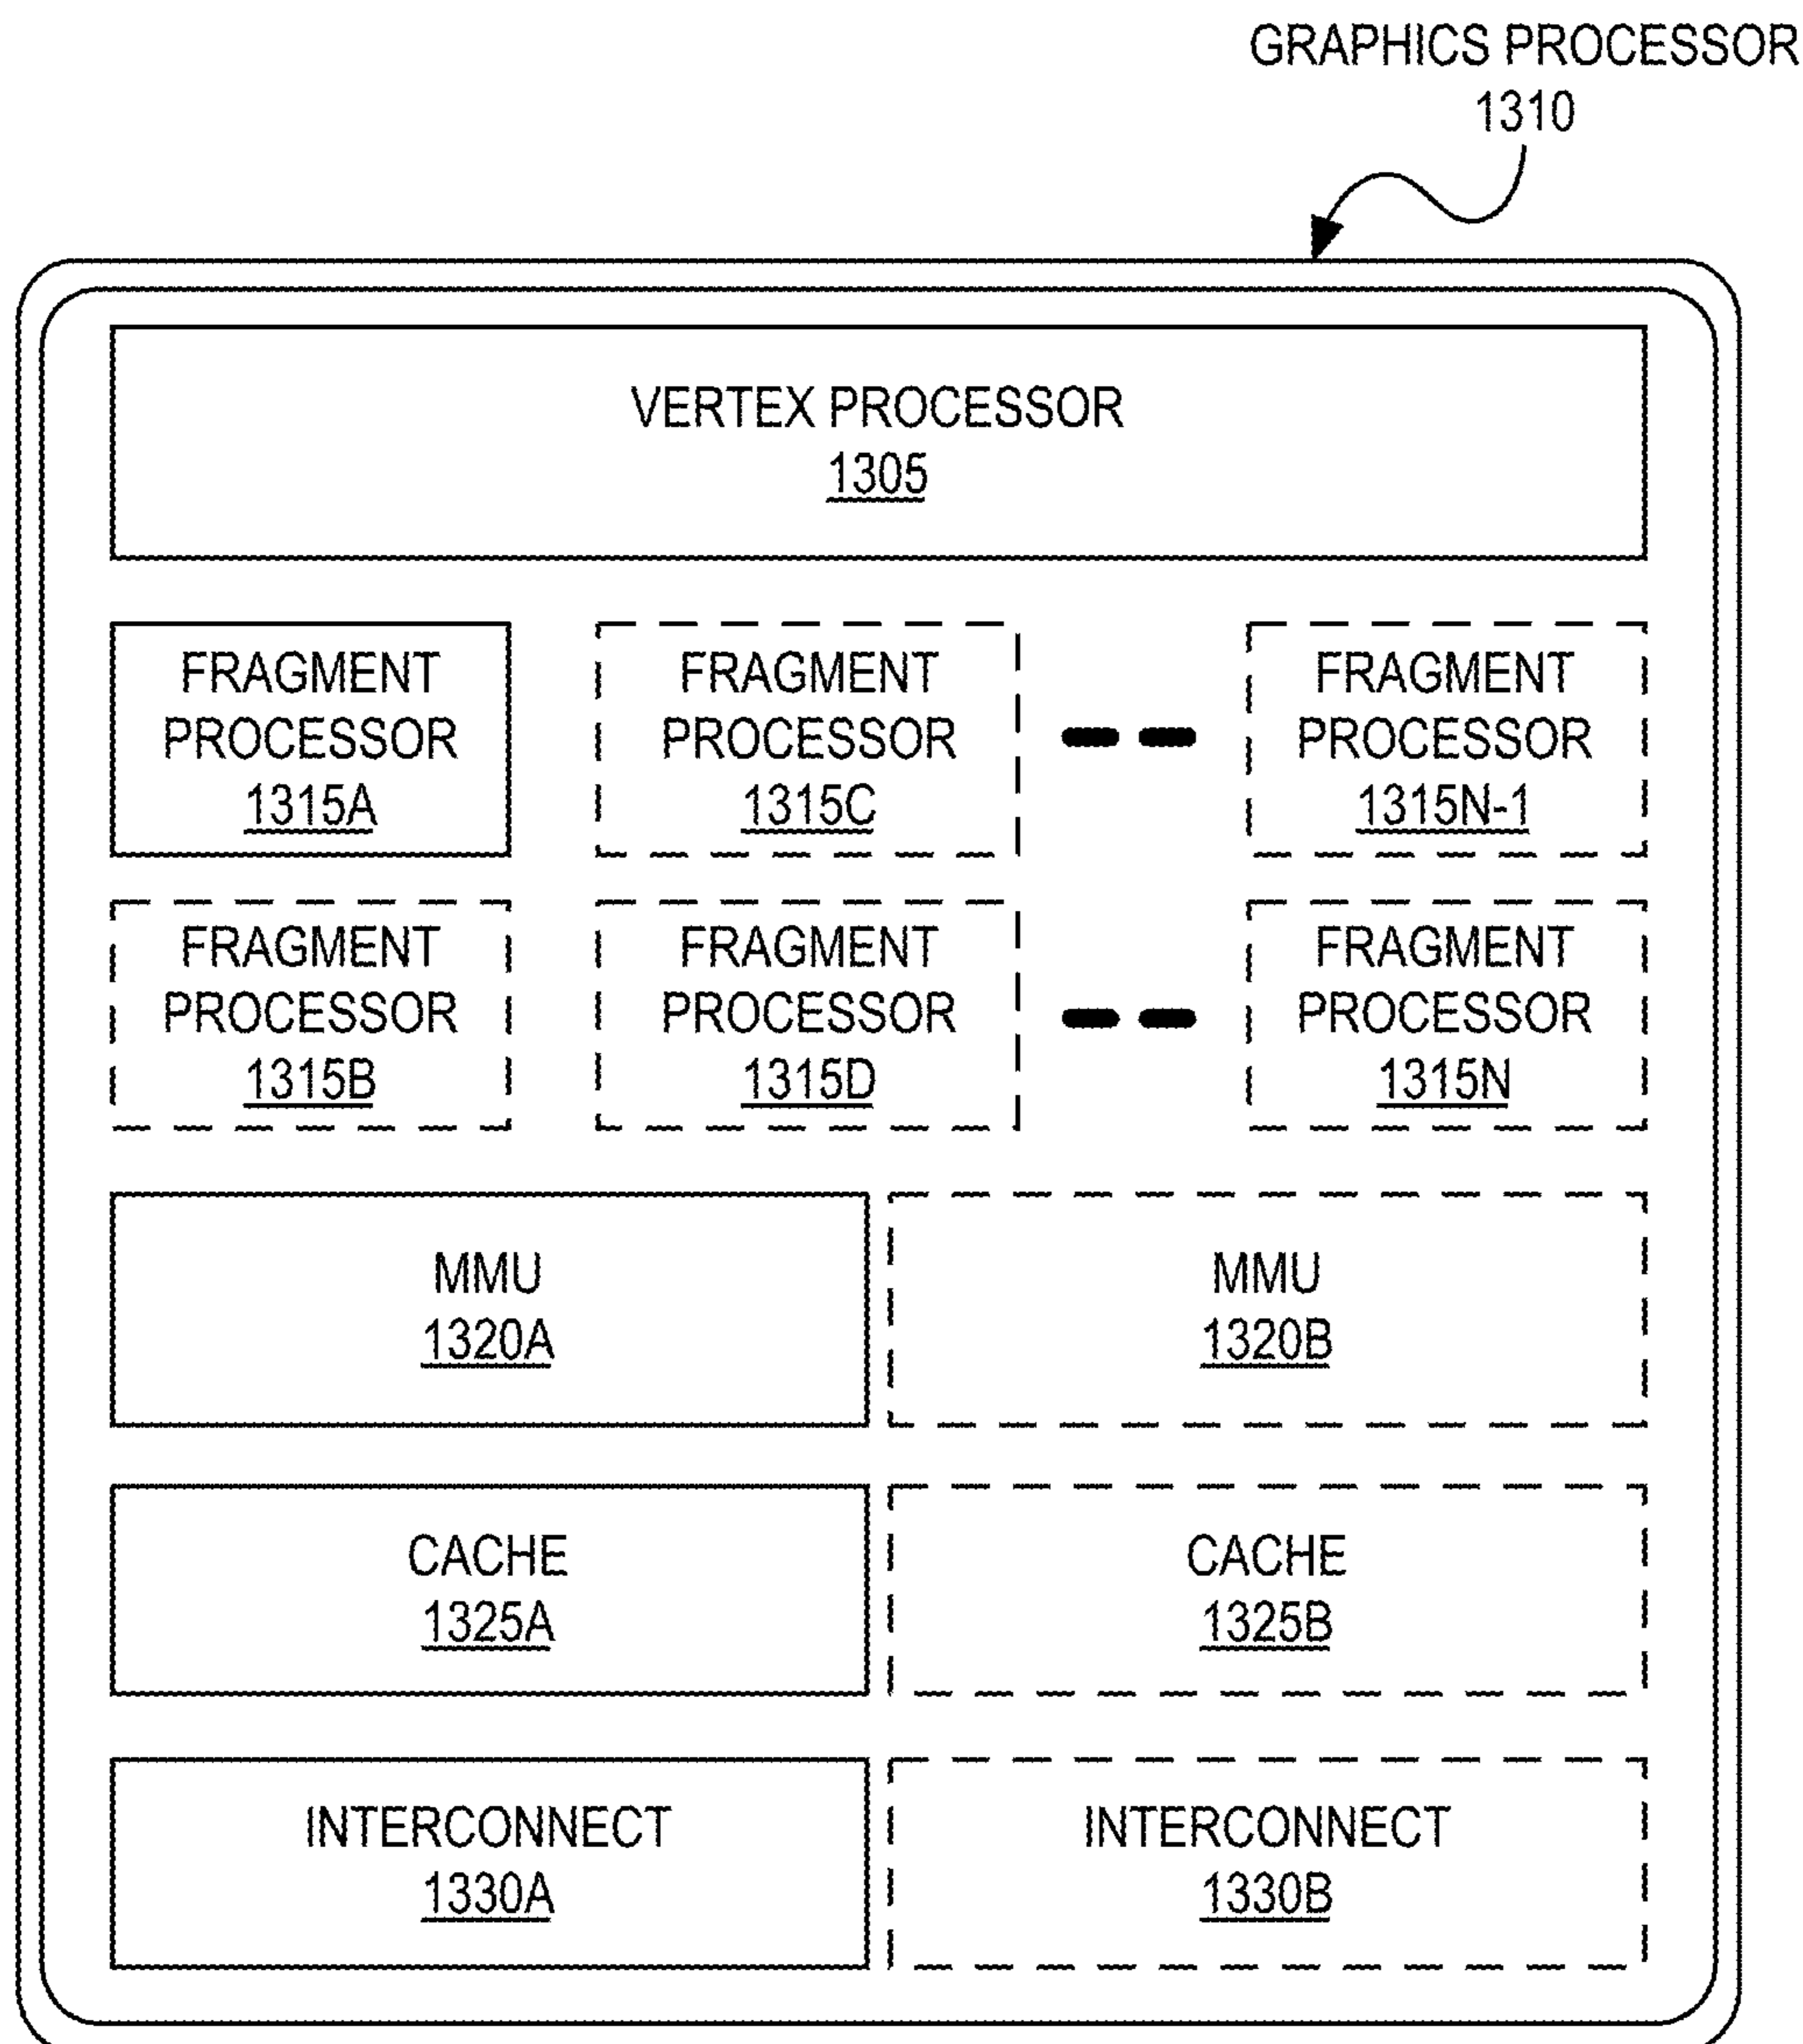 GRAPHICS PROCESSOR
1310
VERTEX PROCESSOR
1305
FRAGMENT
PROCESSOR
1315A
FRAGMENT
PROCESSOR
1315C
FRAGMENT
PROCESSOR
1315N-1
FRAGMENT
PROCESSOR
1315B
FRAGMENT
PROCESSOR
1315D
FRAGMENT
PROCESSOR
1315N
MMU
1320A
MMU
1320B
CACHE
1325A
CACHE
1325B
INTERCONNECT
1330A
INTERCONNECT
1330B